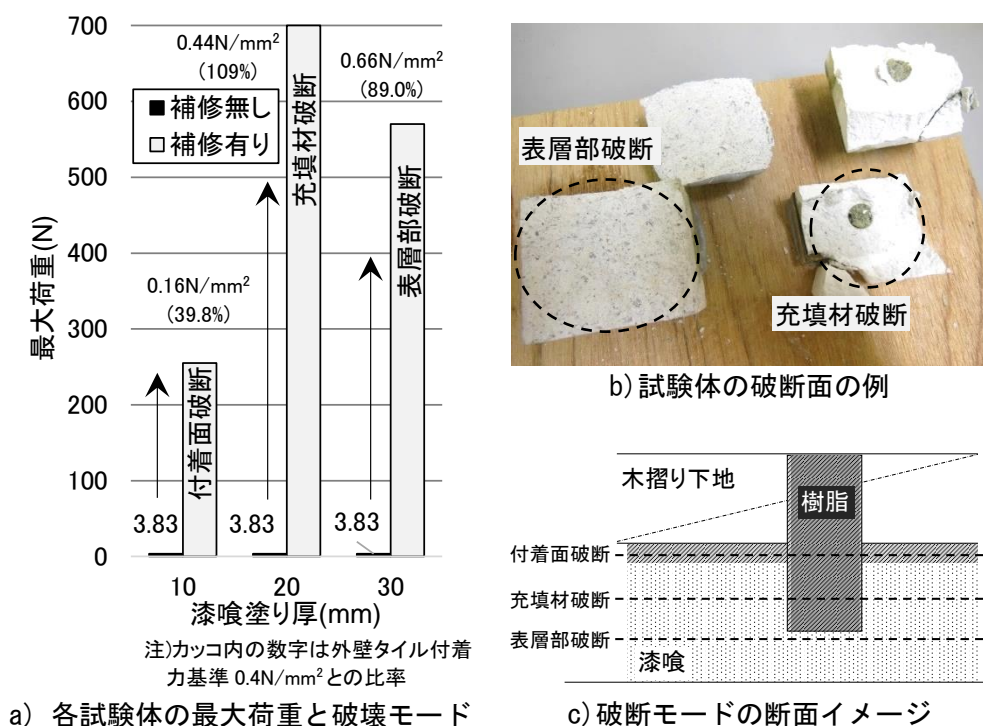 700
600
500
400
300
200
100
0
最大荷重(N)
0.44N/mm²
(109%)
0.66N/mm²
(89.0%)
■補修無し
□補修有り
0.16N/mm²
(39.8%)
付着面破断
充填材破断
表層部破断
3.83
3.83
3.83
10
20
30
漆喰塗り厚(mm)
注)カッコ内の数字は外壁タイル付着
力基準 0.4N/mm²との比率
a) 各試験体の最大荷重と破壊モード
表層部破断
充填材破断
b)試験体の破断面の例
木摺り下地
樹脂
付着面破断
充填材破断
表層部破断
漆喰
c)破断モードの断面イメージ